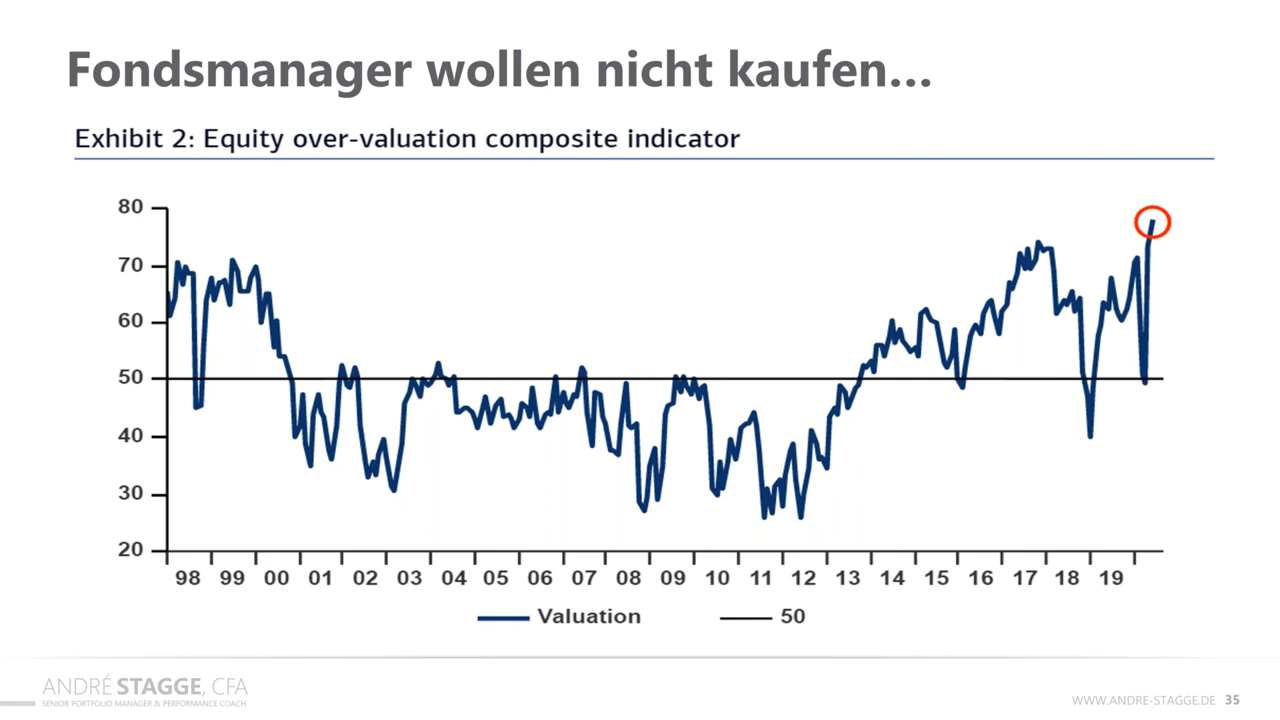 Fondsmanager wollen nicht kaufen...
Exhibit 2: Equity over-valuation composite indicator
80
70
60
50
40
30
20
98 99 00 01 02 03 04 05 06 07 08 09 10 11 12 13 14 15 16 17 18 19
Valuation 50
ANDRÉ STAGGE, CFA
SENIOR PORTFOLIO MANAGER & PERFORMANCE COACH
WWW.ANDRE-STAGGE.DE 35